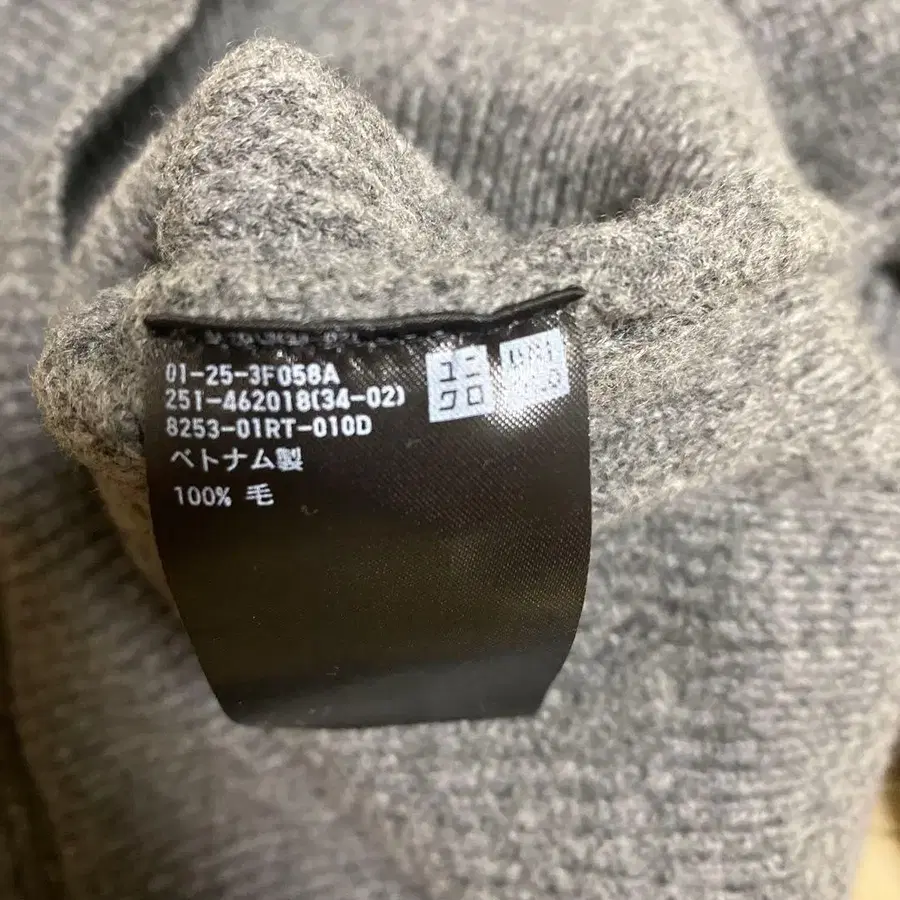 01-25-3F058A
251-462018(34-02)
8253-01RT-010D
ベトナム製
100% 毛
ユニ
クロ